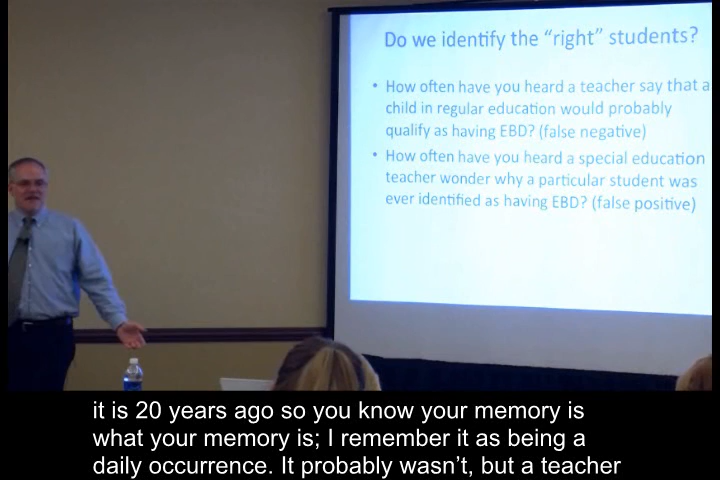 Do we identify the “right” students?
• How often have you heard a teacher say that a
child in regular education would probably
qualify as having EBD? (false negative)
• How often have you heard a special education
teacher wonder why a particular student was
ever identified as having EBD? (false positive)
it is 20 years ago so you know your memory is
what your memory is; I remember it as being a
daily occurrence. It probably wasn’t, but a teacher